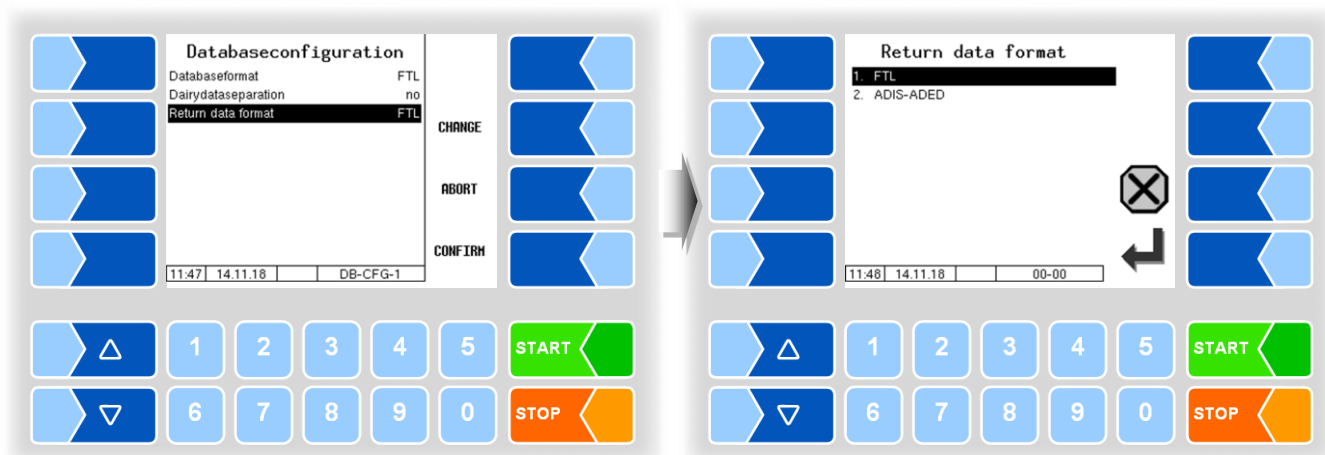 Databaseconfiguration
Databaseformat FTL
Dairydataseparation no
Return data format FTL
CHANGE
ABORT
CONFIRM
11:47 14.11.18 DB-CFG-1
1 2 3 4 5 START
6 7 8 9 0 STOP
Return data format
1. FTL
2. ADIS-ADED
11:48 14.11.18 00-00
1 2 3 4 5 START
6 7 8 9 0 STOP